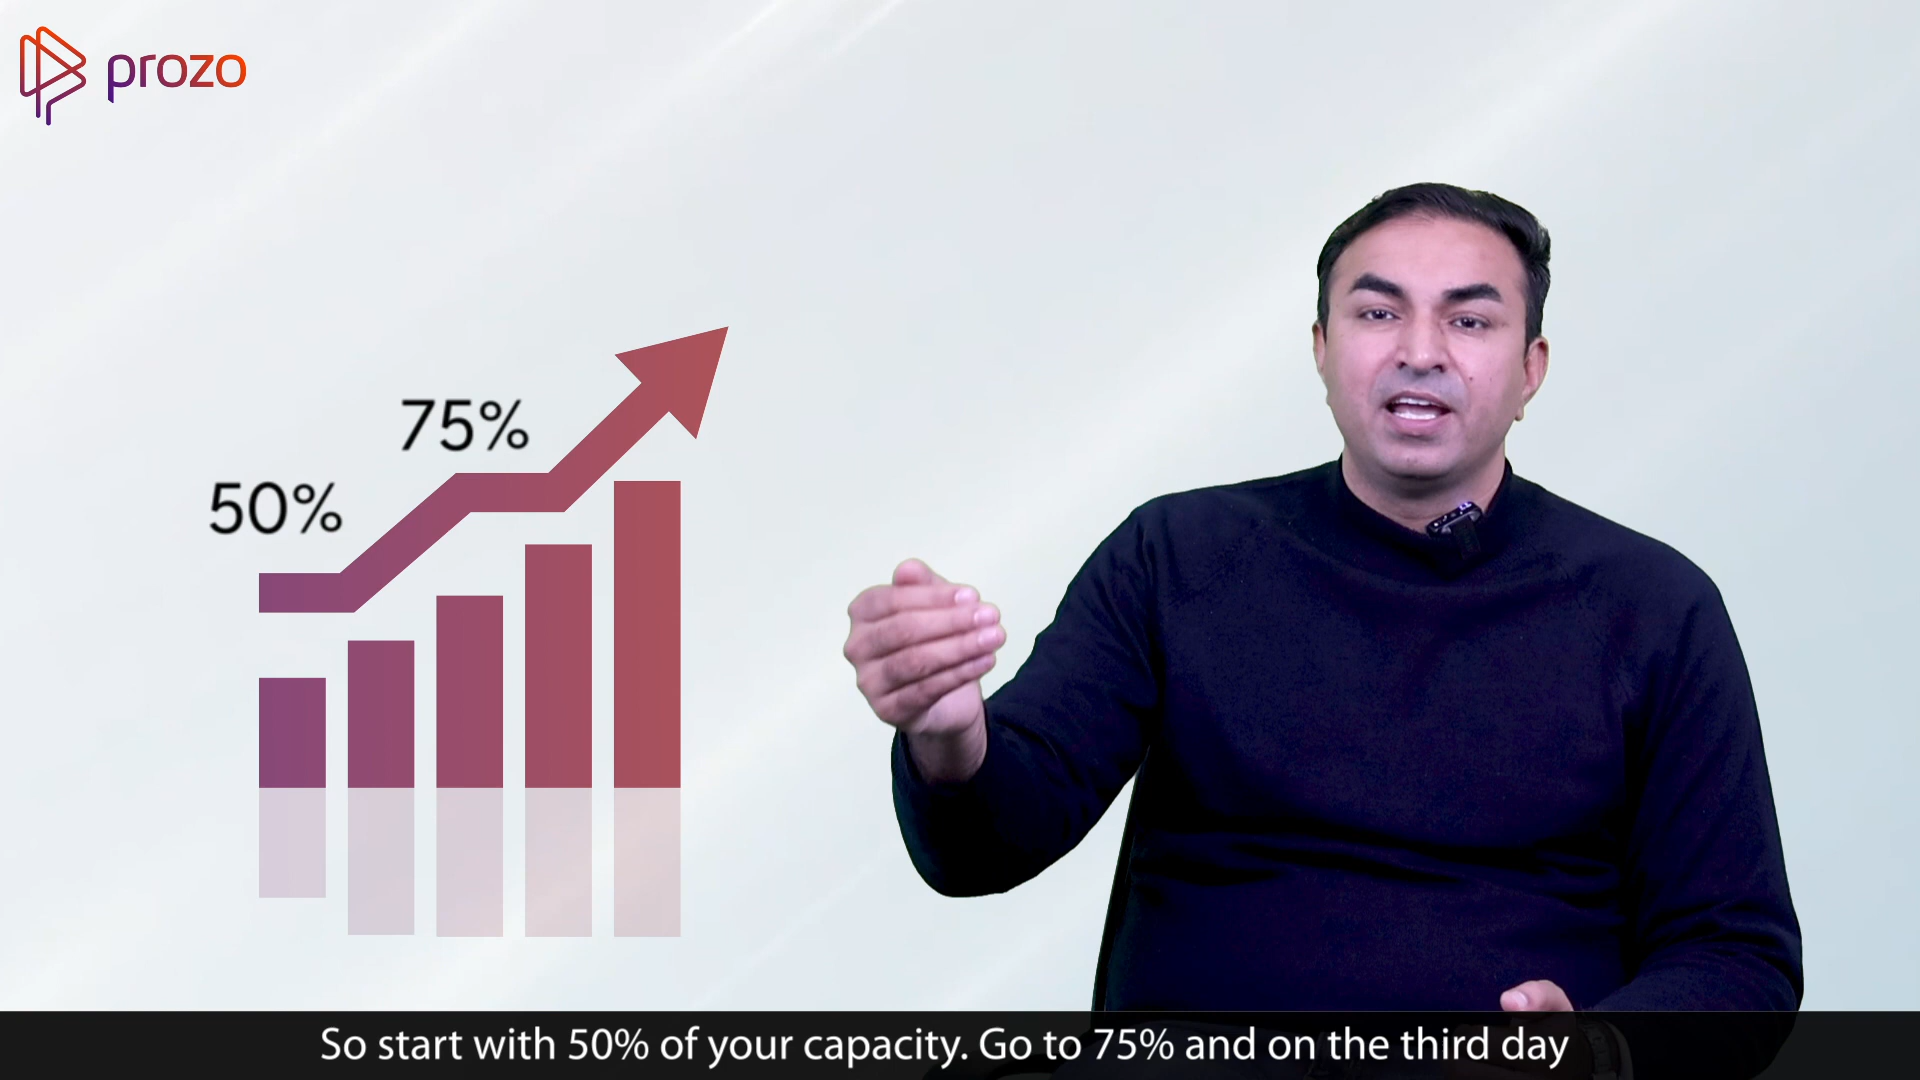 prozo
75%
50%
So start with 50% of your capacity. Go to 75% and on the third day